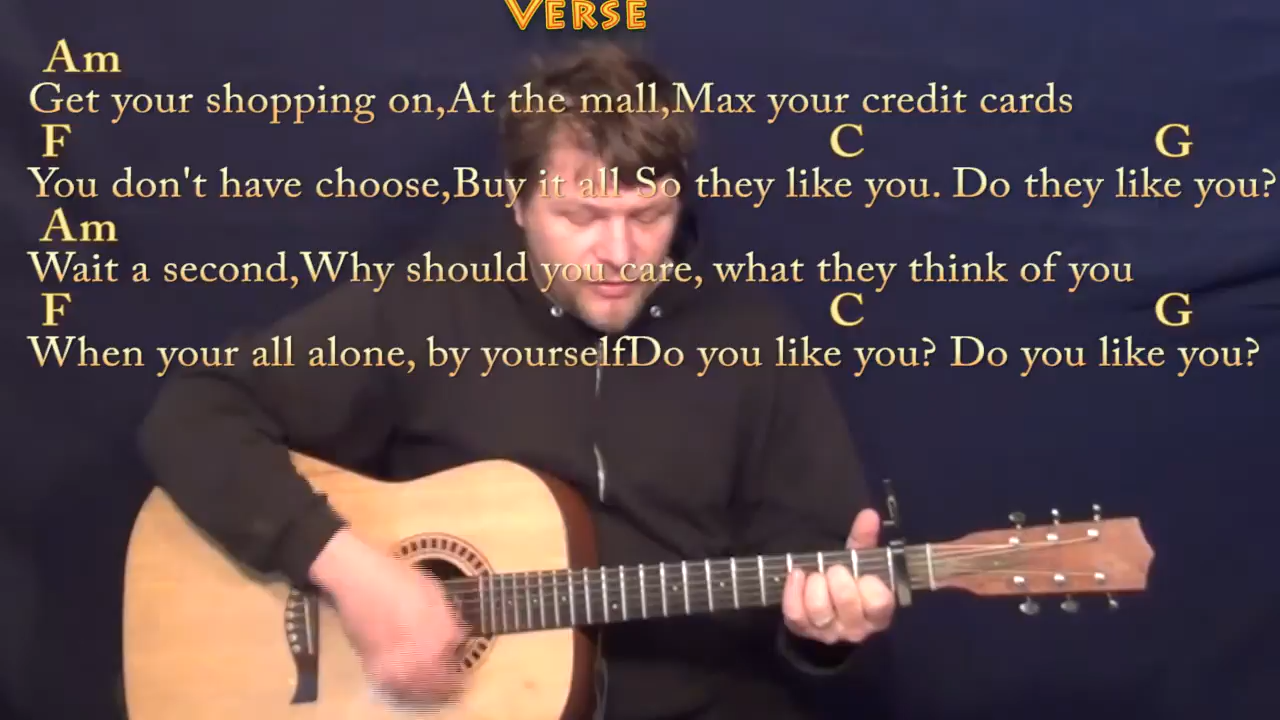 VERSE
Am
Get your shopping on,At the mall,Max your credit cards
F C G
You don't have choose,Buy it all So they like you. Do they like you?
Am
Wait a second,Why should you care, what they think of you
F C G
When your all alone, by yourselfDo you like you? Do you like you?